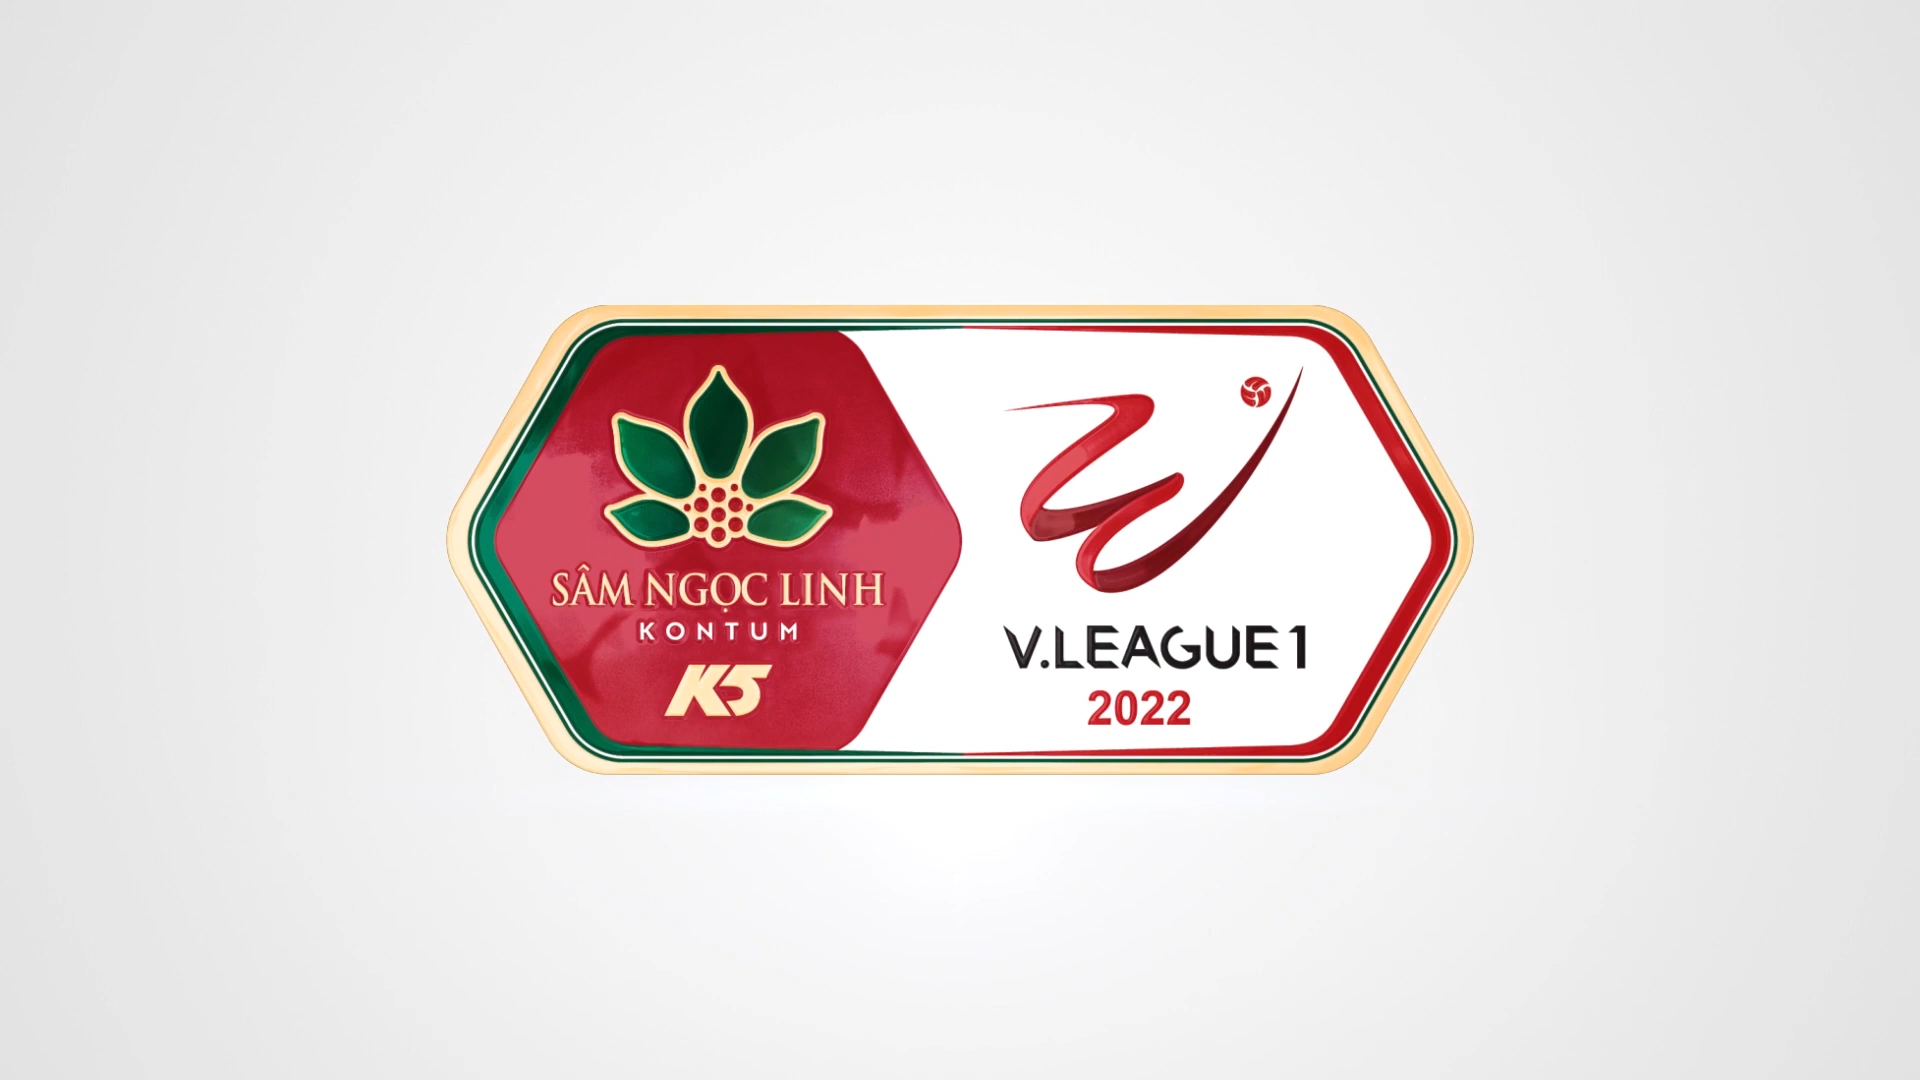 SÂM NGỌC LINH
KONTUM
K5
V.LEAGUE 1
2022